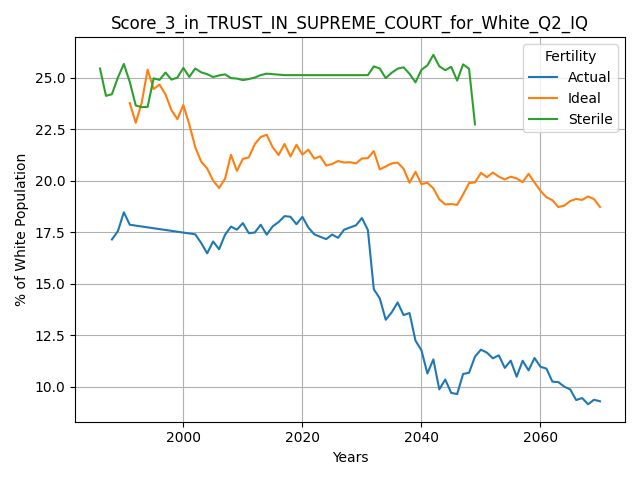 Score_3_in_TRUST_IN_SUPREME_COURT_for_White_Q2_IQ
Fertility
Actual
Ideal
Sterile
% of White Population
25.0
22.5
20.0
17.5
15.0
12.5
10.0
2000
2020
2040
2060
Years